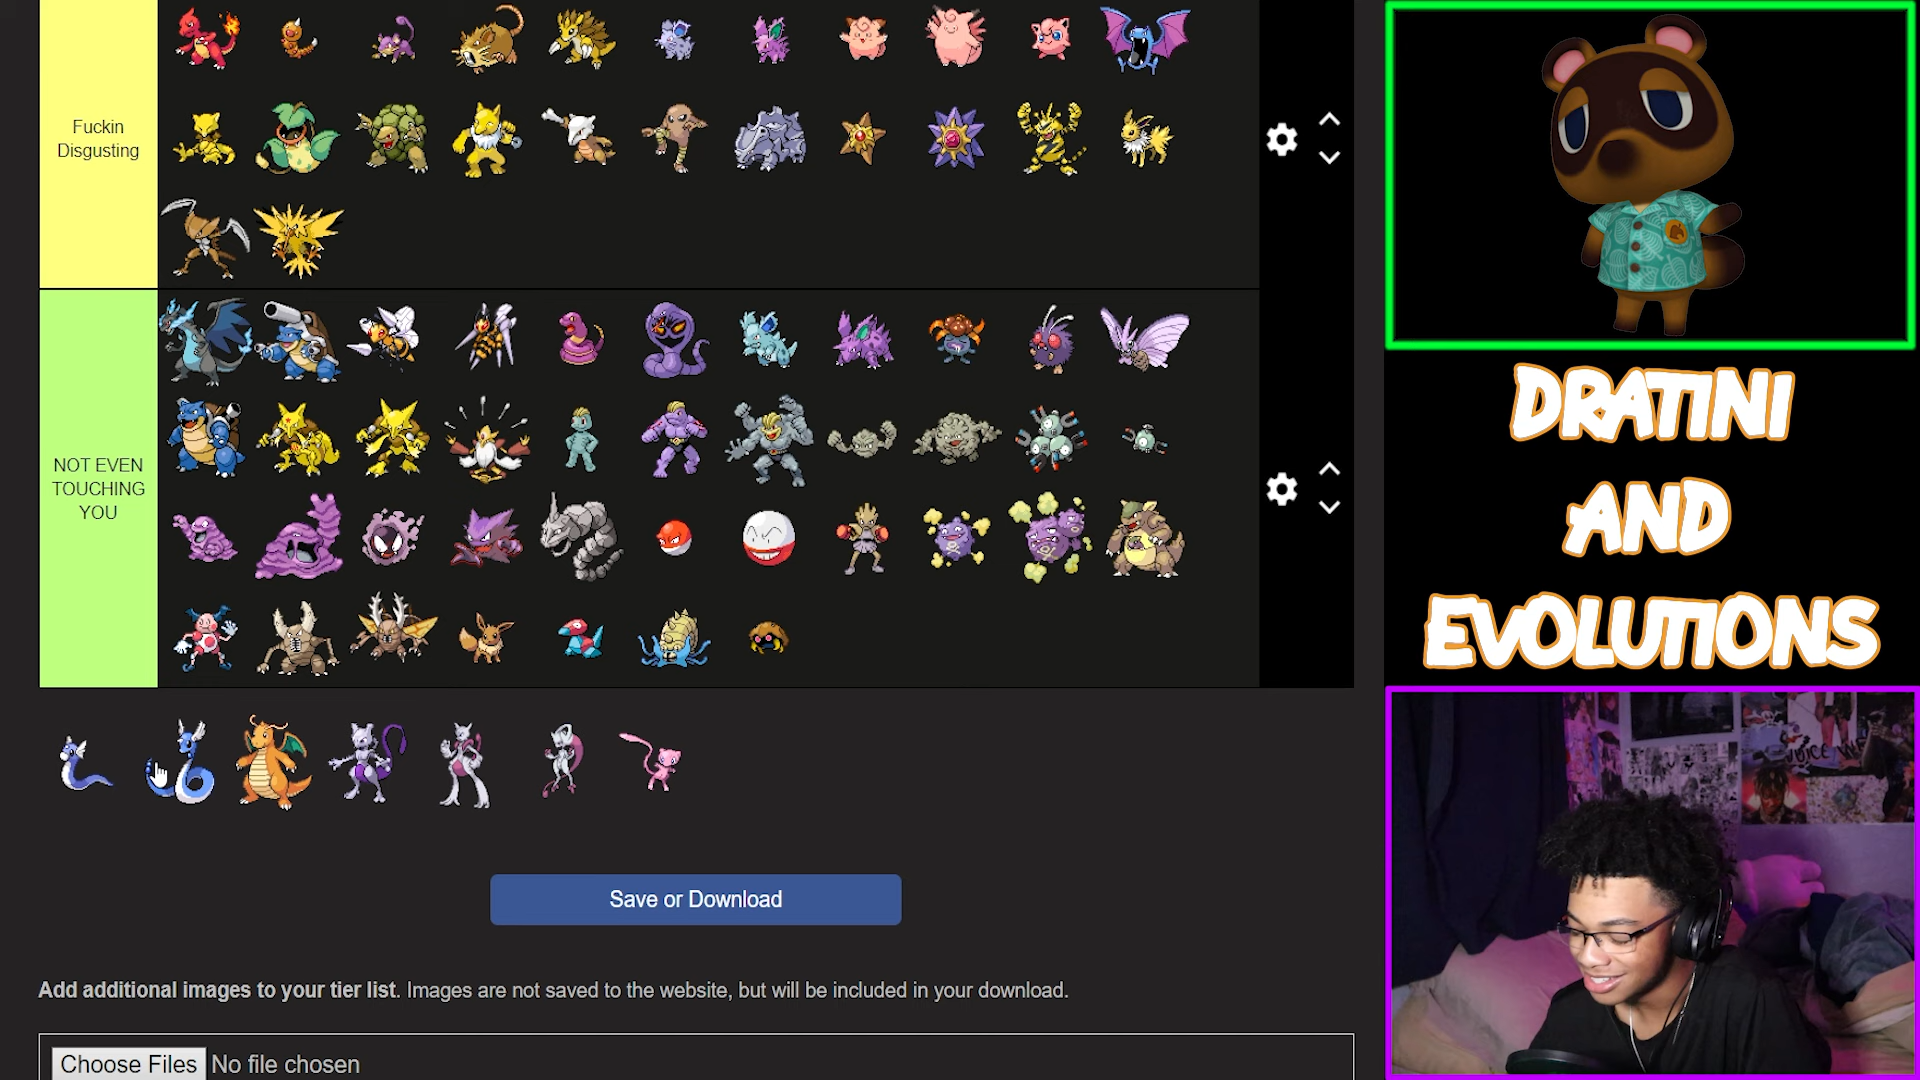 Fuckin
Disgusting
NOT EVEN
TOUCHING
YOU
Save or Download
Add additional images to your tier list. Images are not saved to the website, but will be included in your download.
Choose Files No file chosen
DRATINI
AND
EVOLUTIONS